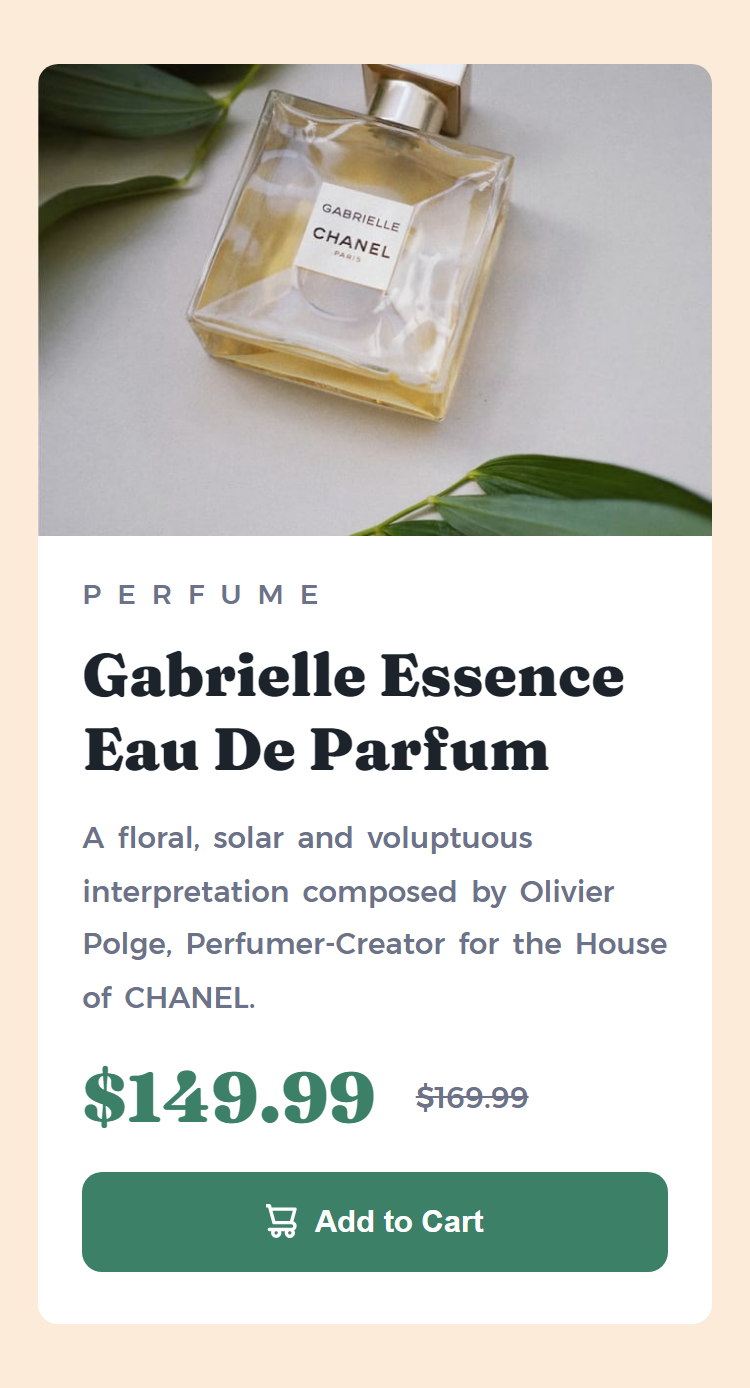 GABRIELLE
CHANEL
PARIS
PERFUME
Gabrielle Essence
Eau De Parfum
A floral, solar and voluptuous
interpretation composed by Olivier
Polge, Perfumer-Creator for the House
of CHANEL.
$149.99 $169.99
Add to Cart